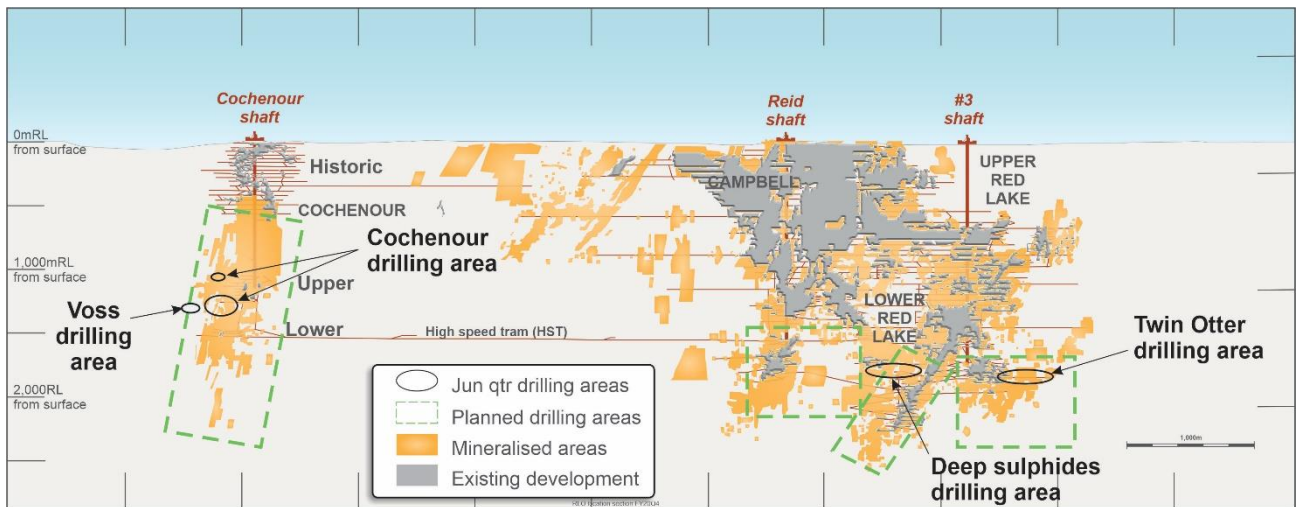 Cochenour
shaft
Reid
shaft
#3
shaft
0mRL
from surface
Historic
CAMPBELL
UPPER
RED
LAKE
COCHENOUR
Cochenour
drilling area
1,000mRL
from surface
Upper
Voss
drilling
area
LOWER
RED
LAKE
Lower
High speed tram (HST)
Twin Otter
drilling area
2,000RL
from surface
Jun qtr drilling areas
Planned drilling areas
Mineralised areas
Existing development
1,000m
Deep sulphides
drilling area